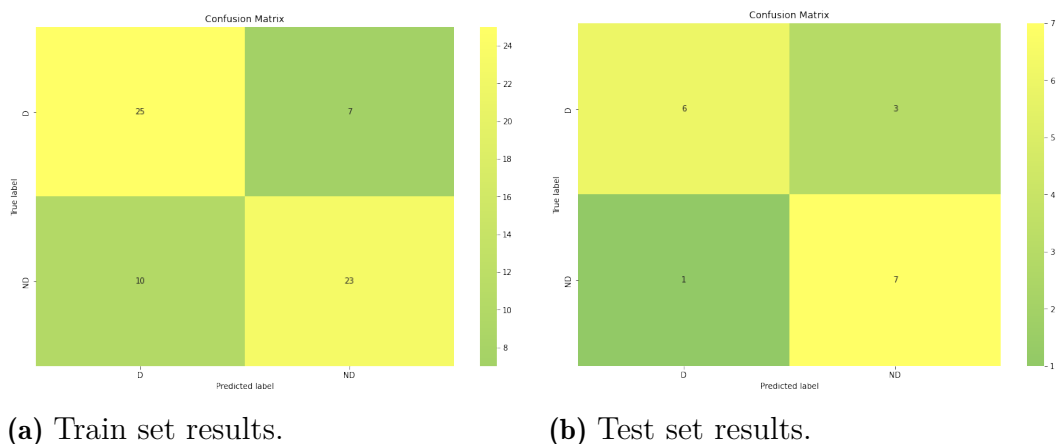 Confusion Matrix
D
25
7
24
22
20
18
16
14
12
10
8
True label
ND
10
23
D
ND
Predicted label
(a) Train set results.
Confusion Matrix
D
6
3
7
6
5
4
3
2
1
True label
ND
1
7
D
ND
Predicted label
(b) Test set results.